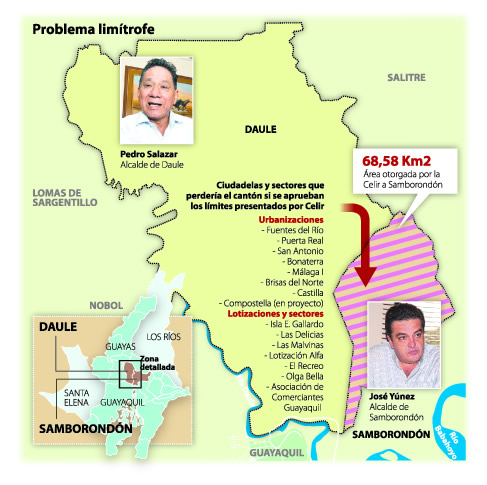 Problema limítrofe
SALITRE
DAULE
Pedro Salazar
Alcalde de Daule
68,58 Km2
Área otorgada por la
Celir a Samborondón
Ciudadelas y sectores que
perdería el cantón si se aprueban
los límites presentados por Celir
LOMAS DE
SARGENTILLO
Urbanizaciones
- Fuentes del Río
- Puerta Real
- San Antonio
- Bonaterra
- Málaga I
- Brisas del Norte
- Castilla
- Compostella (en proyecto)
Lotizaciones y sectores
- Isla E. Gallardo
- Las Delicias
- Las Malvinas
- Lotización Alfa
- El Recreo
- Olga Bella
- Asociación de
Comerciantes
Guayaquil
NOBOL
DAULE
LOS RÍOS
GUAYAS
Zona
detallada
SANTA
ELENA
GUAYAQUIL
SAMBORONDÓN
José Yúnez
Alcalde de
Samborondón
SAMBORONDÓN
GUAYAQUIL
Río
Babahoyo